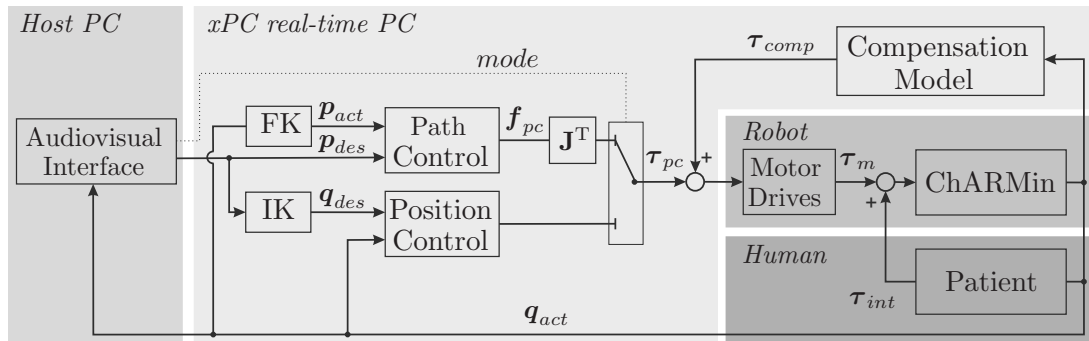 Host PC
xPC real-time PC
mode
τcomp
Compensation
Model
Audiovisual
Interface
FK
pact
pdes
Path
Control
fpc
J^T
τpc
+
Robot
Motor
Drives
τm
+
ChARMin
IK
qdes
Position
Control
Human
Patient
τint
qact